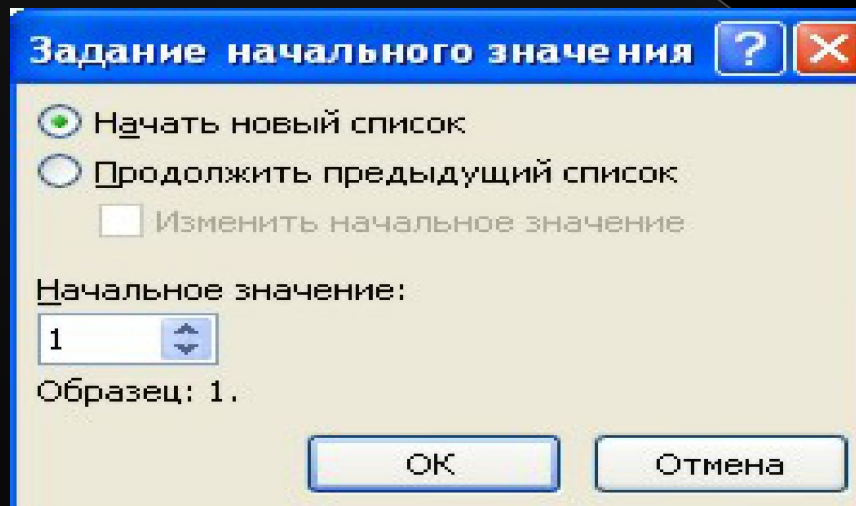 Задание начального значения
Начать новый список
Продолжить предыдущий список
Изменить начальное значение
Начальное значение:
1
Образец: 1.
ОК Отмена